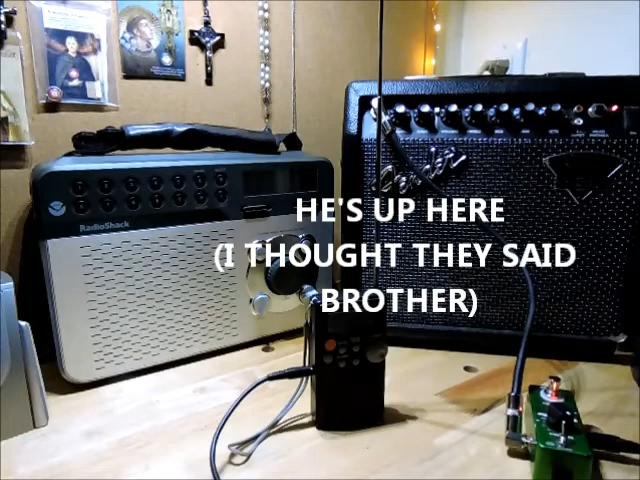 RadioShack
Fender
HE'S UP HERE
(I THOUGHT THEY SAID
BROTHER)